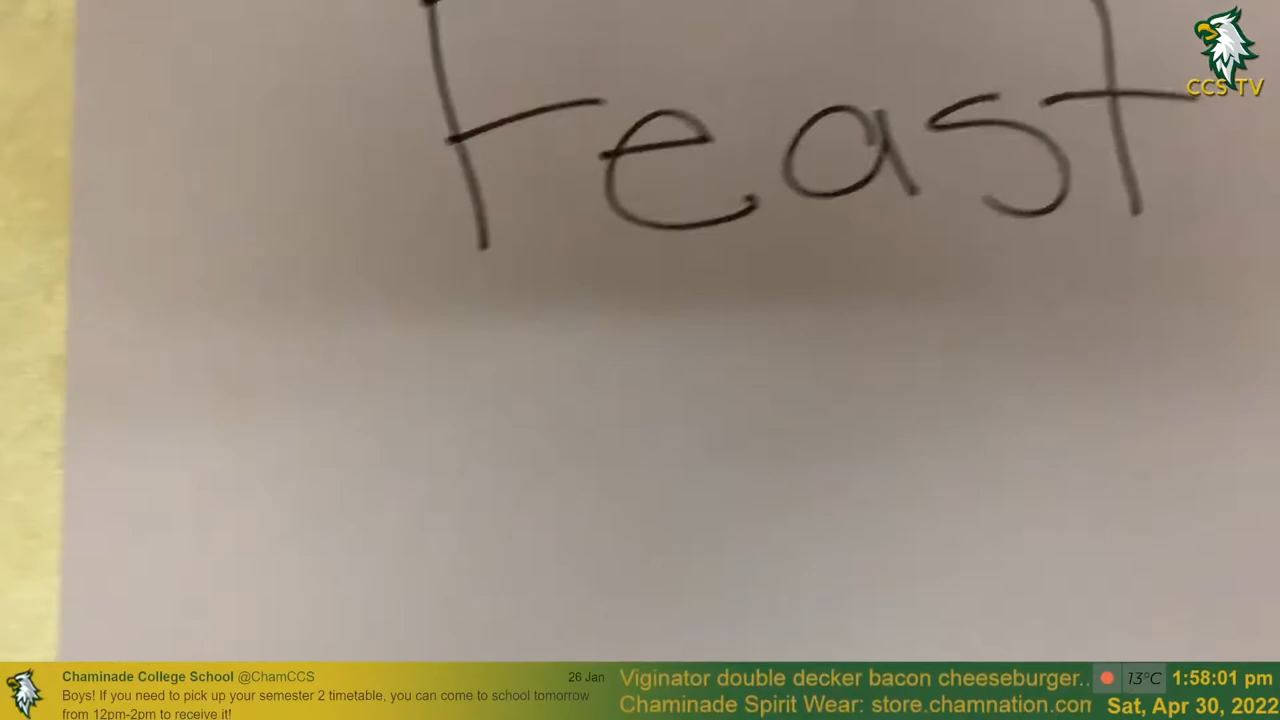 Feast
CCS TV
Chaminade College School @ChamCCS 26 Jan
Boys! If you need to pick up your semester 2 timetable, you can come to school tomorrow
from 12pm-2pm to receive it!
Viginator double decker bacon cheeseburger..
Chaminade Spirit Wear: store.chamnation.com
13°C 1:58:01 pm
Sat, Apr 30, 2022